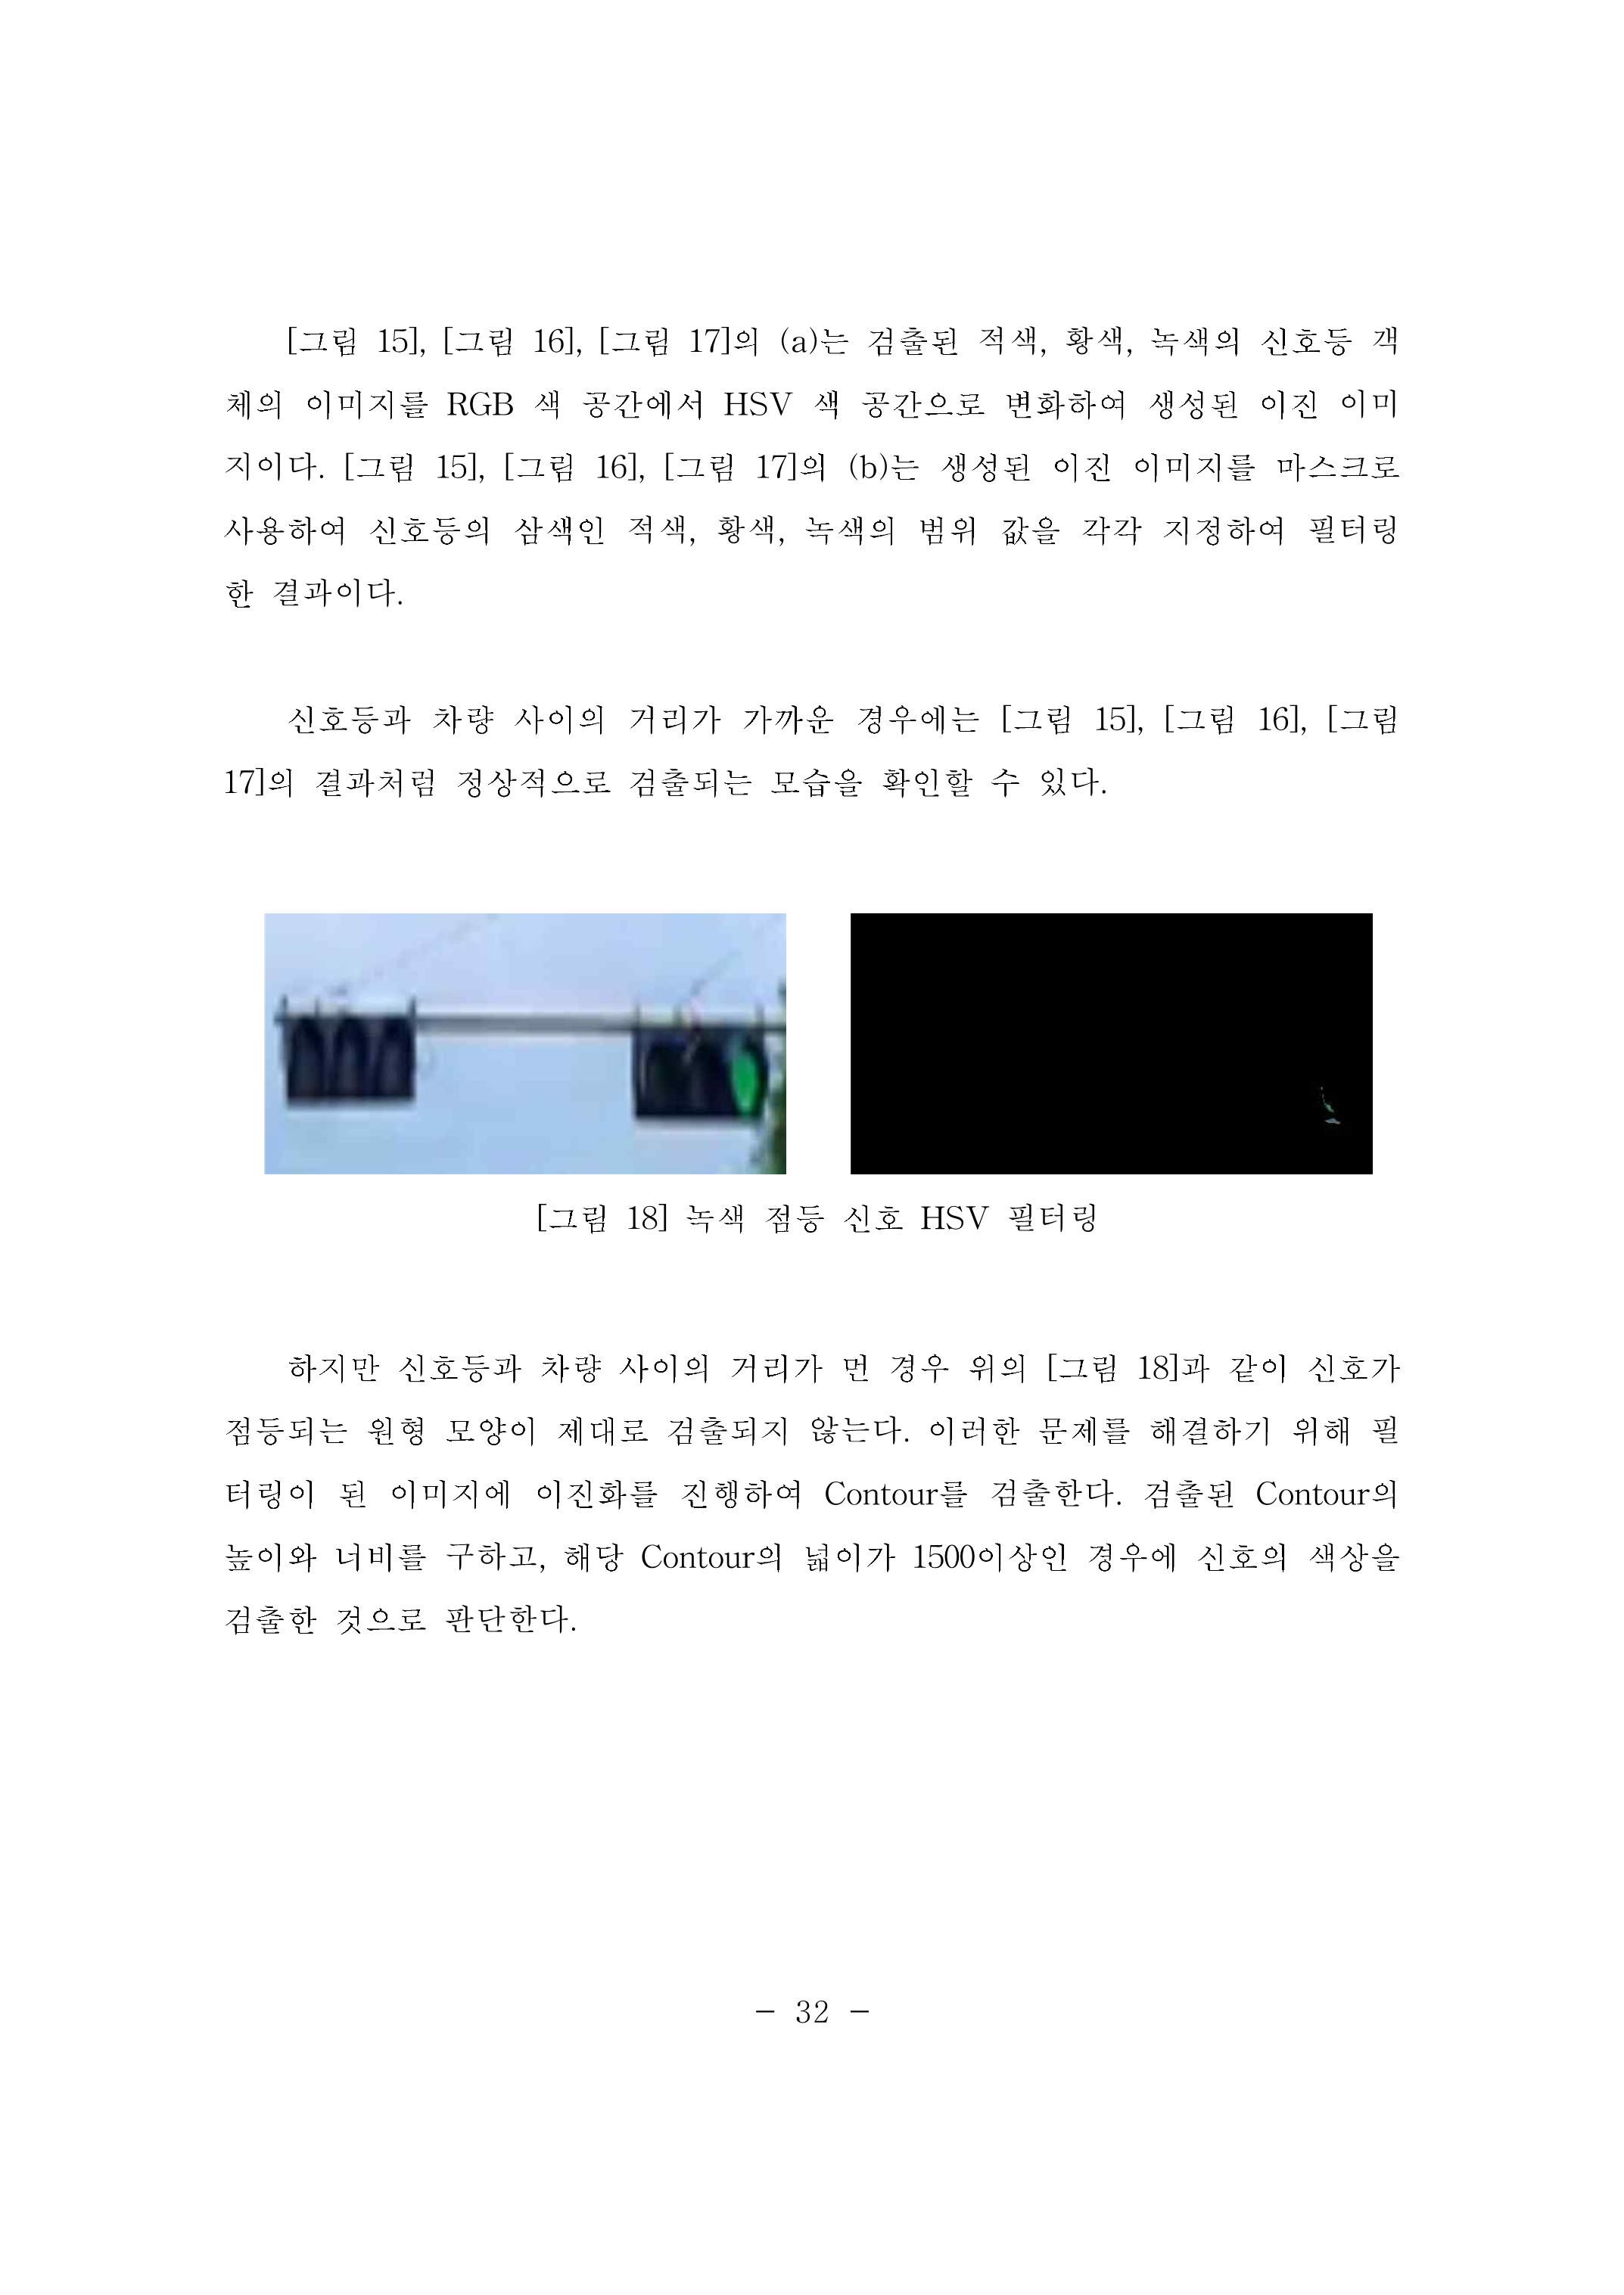 [그림 15], [그림 16], [그림 17]의 (a)는 검출된 적색, 황색, 녹색의 신호등 객
체의 이미지를 RGB 색 공간에서 HSV 색 공간으로 변화하여 생성된 이진 이미
지이다. [그림 15], [그림 16], [그림 17]의 (b)는 생성된 이진 이미지를 마스크로
사용하여 신호등의 삼색인 적색, 황색, 녹색의 범위 값을 각각 지정하여 필터링
한 결과이다.
신호등과 차량 사이의 거리가 가까운 경우에는 [그림 15], [그림 16], [그림
17]의 결과처럼 정상적으로 검출되는 모습을 확인할 수 있다.
[그림 18] 녹색 점등 신호 HSV 필터링
하지만 신호등과 차량 사이의 거리가 먼 경우 위의 [그림 18]과 같이 신호가
점등되는 원형 모양이 제대로 검출되지 않는다. 이러한 문제를 해결하기 위해 필
터링이 된 이미지에 이진화를 진행하여 Contour를 검출한다. 검출된 Contour의
높이와 너비를 구하고, 해당 Contour의 넓이가 1500이상인 경우에 신호의 색상을
검출한 것으로 판단한다.
- 32 -